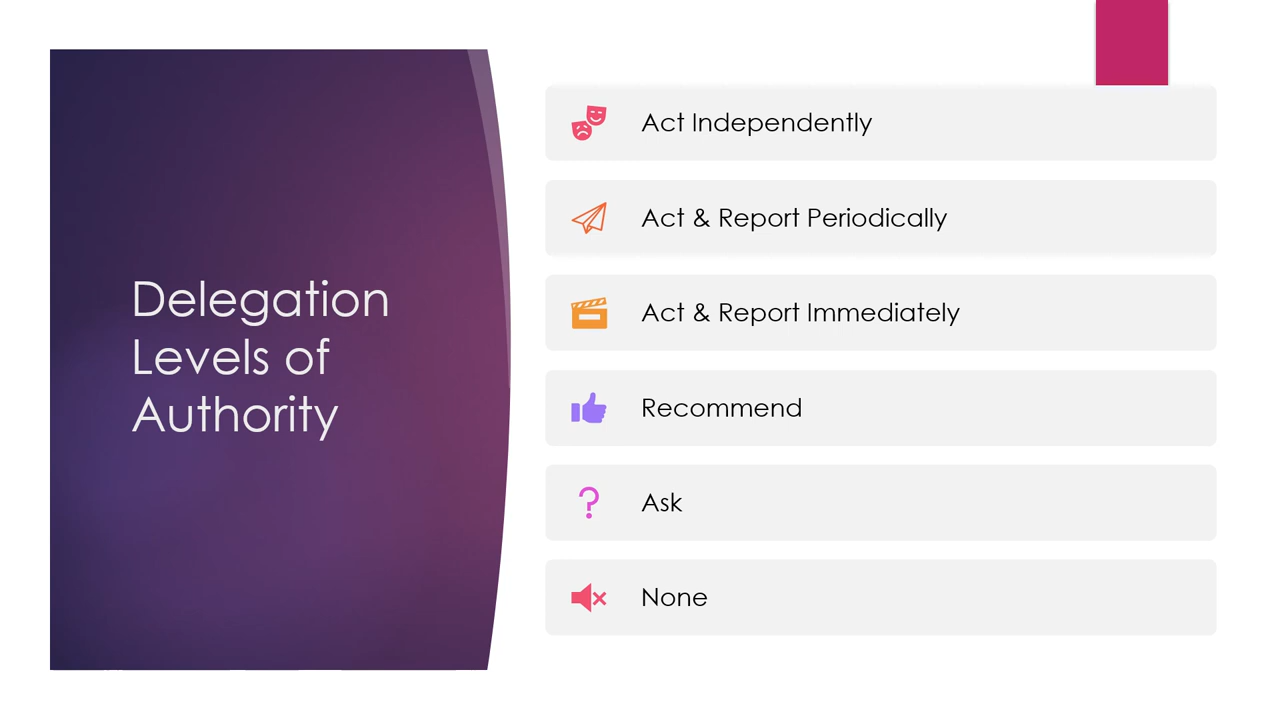 Delegation
Levels of
Authority
Act Independently
Act & Report Periodically
Act & Report Immediately
Recommend
Ask
None